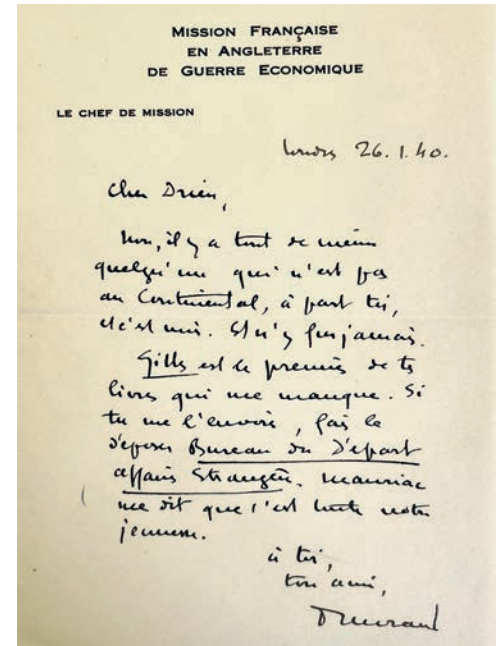 MISSION FRANÇAISE
EN ANGLETERRE
DE GUERRE ECONOMIQUE
LE CHEF DE MISSION
Londres 26.1.40.
Cher Drieu,
Non, il y a tout de même
quelqu'un qui n'est pas
au Continental, à part toi,
et c'est moi. Et n'y fus jamais.
Gilles est le premier de tes
livres qui me manque. Si
tu me l'envoies, fais le
déposer Bureau du Départ
affaires Etrangères. Mauriac
me dit que c'est toute notre
jeunesse.
à toi,
ton ami,
Morand